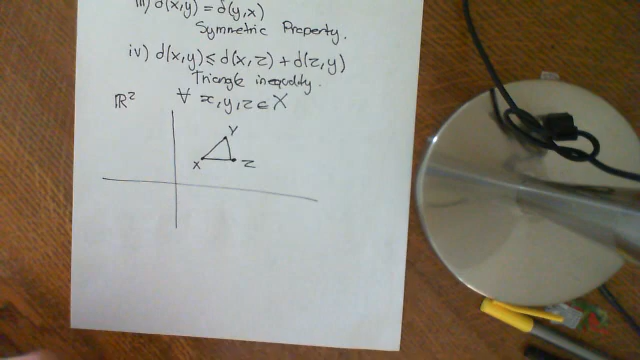 iii) d(x,y) = d(y,x)
Symmetric Property.
iv) d(x,y) ≤ d(x,z) + d(z,y)
Triangle inequality.
∀ x,y,z ∈ X
ℝ²
Y
X
Z